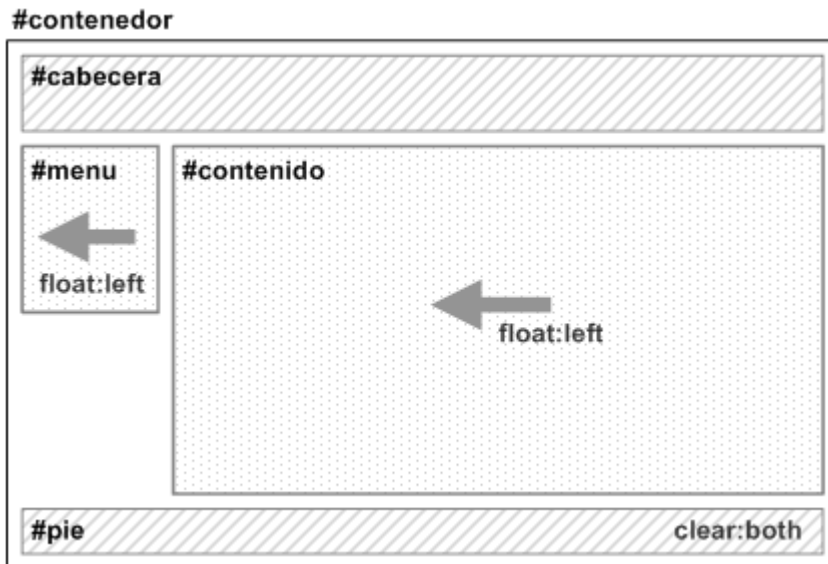 #contenedor
#cabecera
#menu
#contenido
float:left
float:left
#pie
clear:both